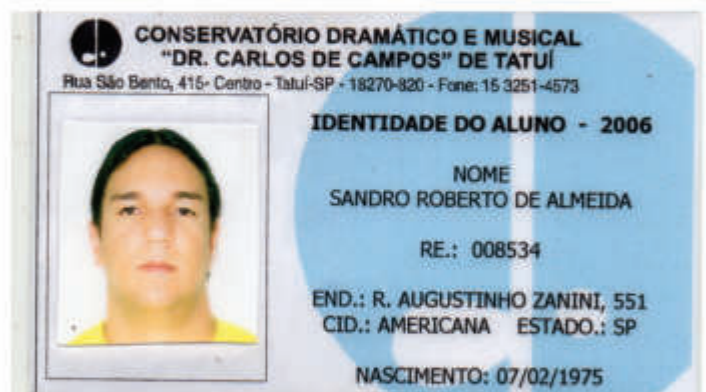 CONSERVATÓRIO DRAMÁTICO E MUSICAL
"DR. CARLOS DE CAMPOS" DE TATUÍ
Rua São Bento, 415- Centro - Tatuí-SP - 18270-820 - Fone: 15 3251-4573
IDENTIDADE DO ALUNO - 2006
NOME
SANDRO ROBERTO DE ALMEIDA
RE.: 008534
END.: R. AUGUSTINHO ZANINI, 551
CID.: AMERICANA ESTADO.: SP
NASCIMENTO: 07/02/1975